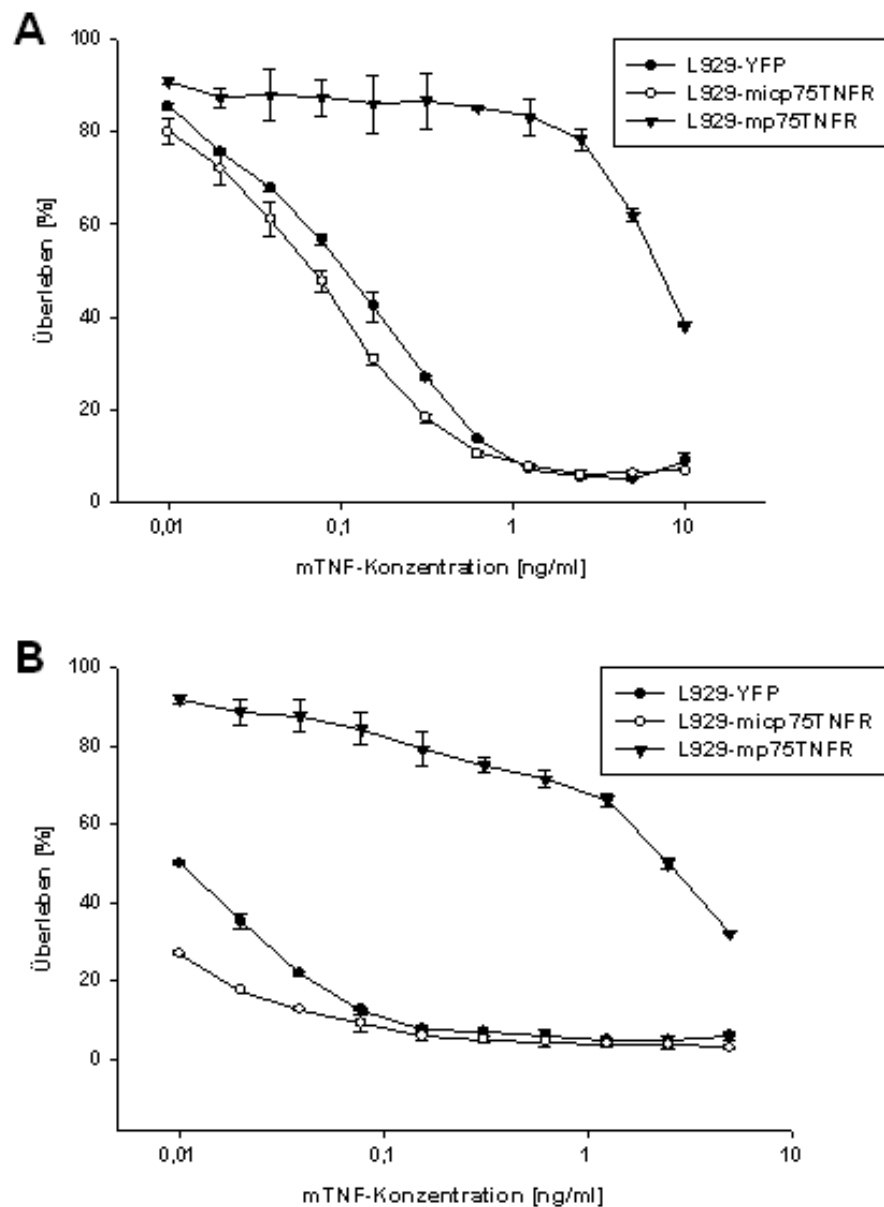 A
100
80
60
40
20
0
Überleben [%]
L929-YFP
L929-micp75TNFR
L929-mp75TNFR
0,01
0,1
1
10
mTNF-Konzentration [ng/ml]
B
100
80
60
40
20
0
Überleben [%]
L929-YFP
L929-micp75TNFR
L929-mp75TNFR
0,01
0,1
1
10
mTNF-Konzentration [ng/ml]